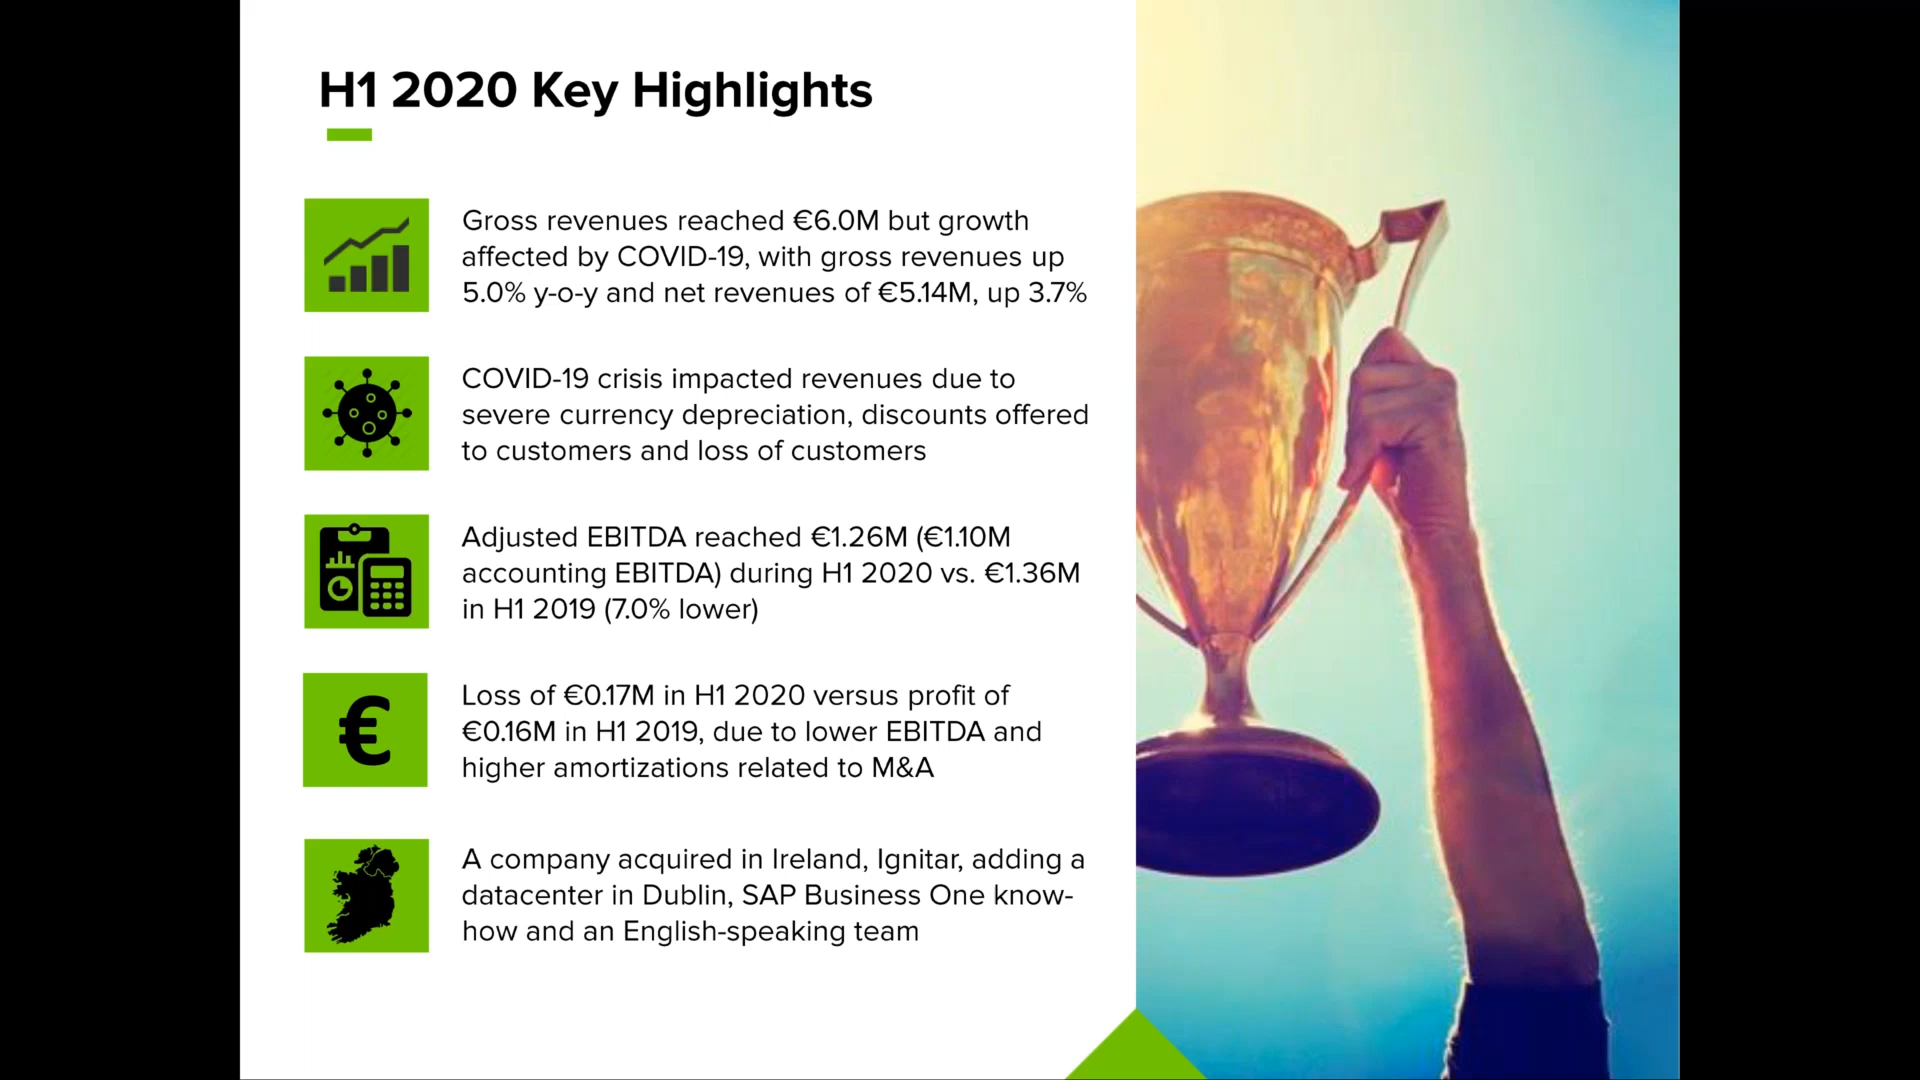 H1 2020 Key Highlights
Gross revenues reached €6.0M but growth
affected by COVID-19, with gross revenues up
5.0% y-o-y and net revenues of €5.14M, up 3.7%
COVID-19 crisis impacted revenues due to
severe currency depreciation, discounts offered
to customers and loss of customers
Adjusted EBITDA reached €1.26M (€1.10M
accounting EBITDA) during H1 2020 vs. €1.36M
in H1 2019 (7.0% lower)
€
Loss of €0.17M in H1 2020 versus profit of
€0.16M in H1 2019, due to lower EBITDA and
higher amortizations related to M&A
A company acquired in Ireland, Ignitar, adding a
datacenter in Dublin, SAP Business One know-
how and an English-speaking team